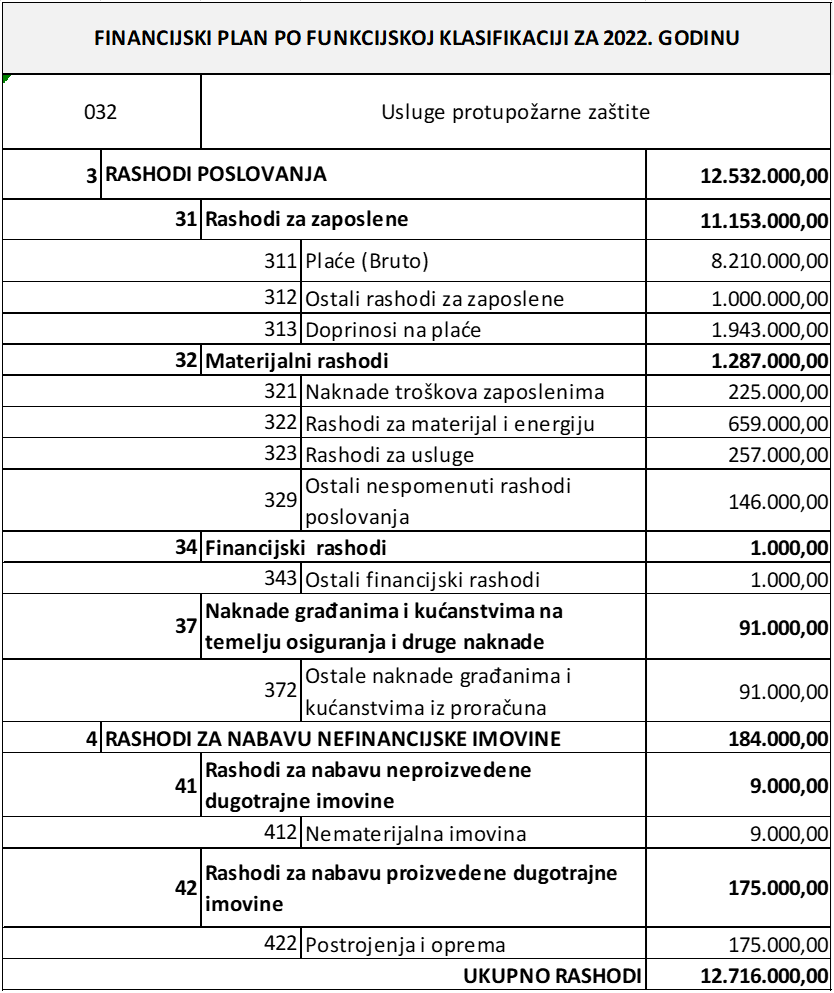 FINANCIJSKI PLAN PO FUNKCIJSKOJ KLASIFIKACIJI ZA 2022. GODINU
032 Usluge protupožarne zaštite
3 RASHODI POSLOVANJA 12.532.000,00
31 Rashodi za zaposlene 11.153.000,00
311 Plaće (Bruto) 8.210.000,00
312 Ostali rashodi za zaposlene 1.000.000,00
313 Doprinosi na plaće 1.943.000,00
32 Materijalni rashodi 1.287.000,00
321 Naknade troškova zaposlenima 225.000,00
322 Rashodi za materijal i energiju 659.000,00
323 Rashodi za usluge 257.000,00
329 Ostali nespomenuti rashodi
poslovanja 146.000,00
34 Financijski rashodi 1.000,00
343 Ostali financijski rashodi 1.000,00
37 Naknade građanima i kućanstvima na
temelju osiguranja i druge naknade 91.000,00
372 Ostale naknade građanima i
kućanstvima iz proračuna 91.000,00
4 RASHODI ZA NABAVU NEFINANCIJSKE IMOVINE 184.000,00
41 Rashodi za nabavu neproizvedene
dugotrajne imovine 9.000,00
412 Nematerijalna imovina 9.000,00
42 Rashodi za nabavu proizvedene dugotrajne
imovine 175.000,00
422 Postrojenja i oprema 175.000,00
UKUPNO RASHODI 12.716.000,00